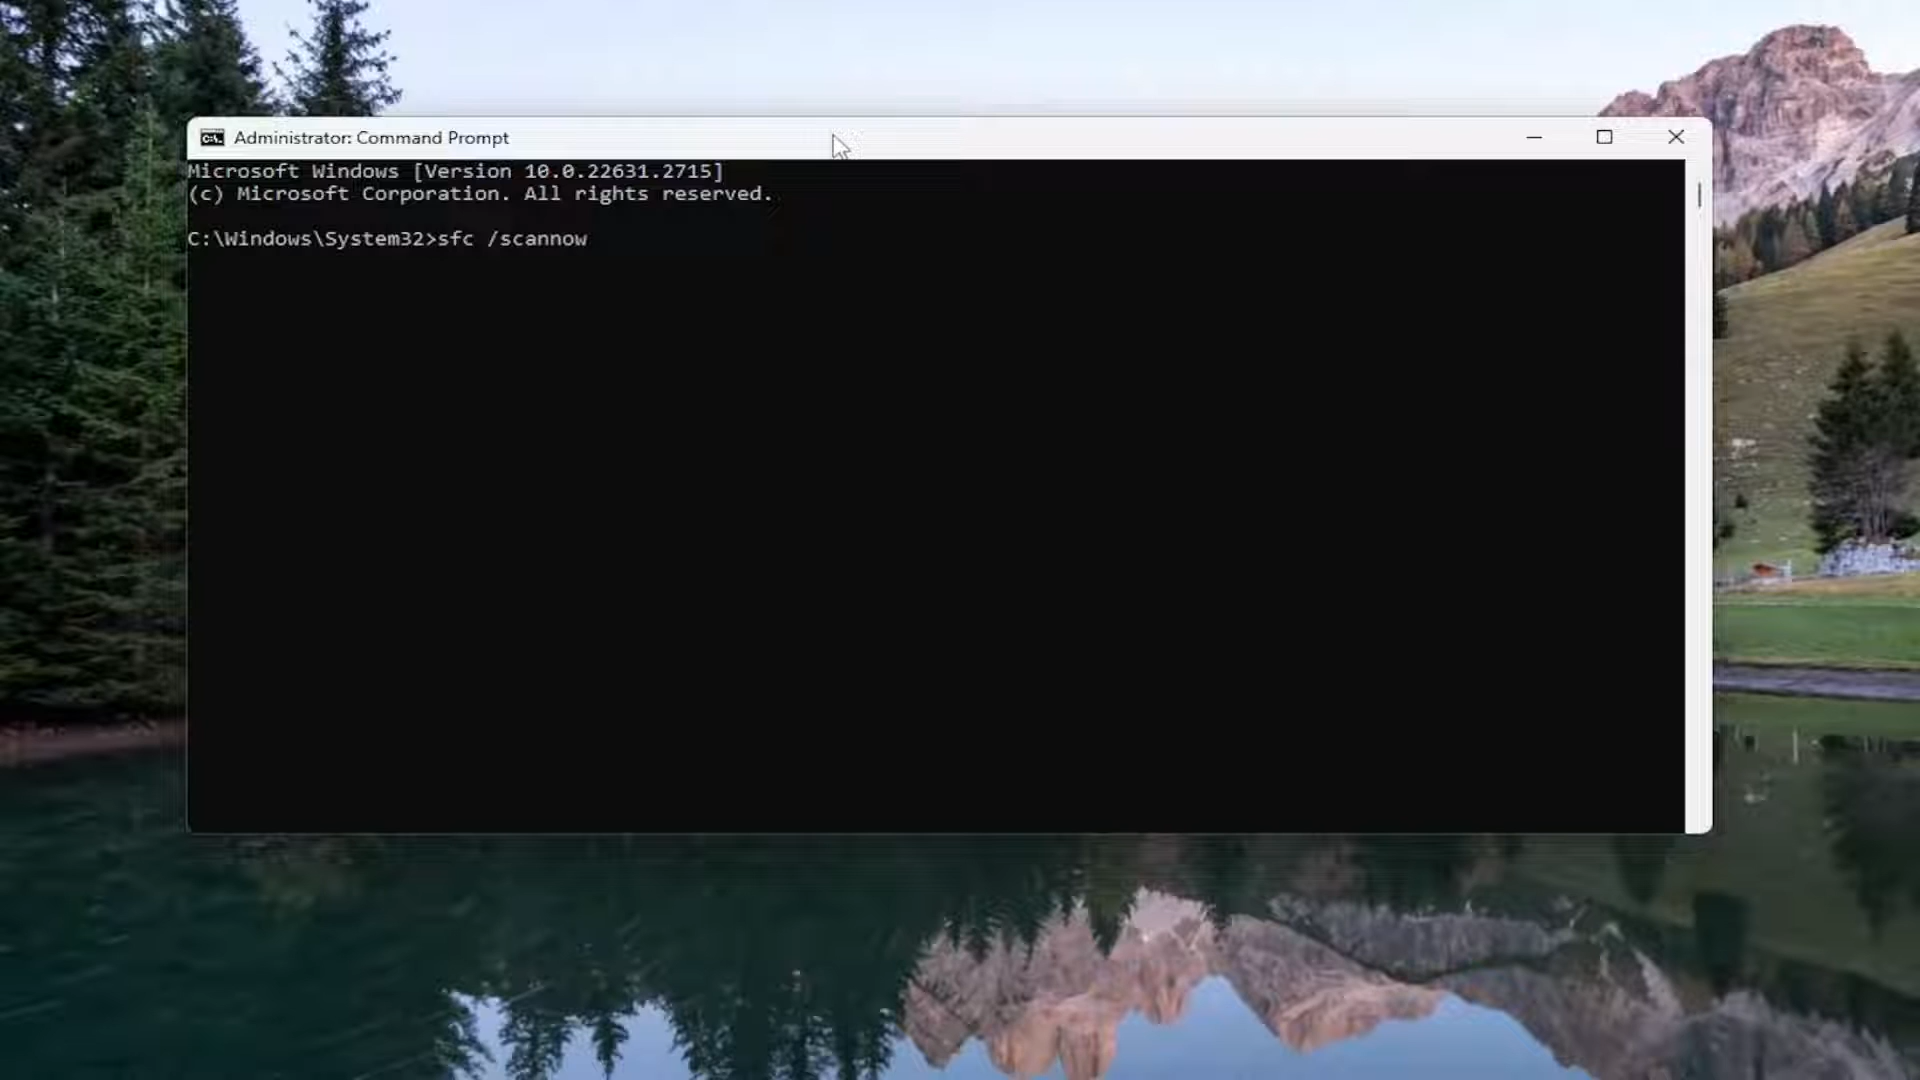 Administrator: Command Prompt
Microsoft Windows [Version 10.0.22631.2715]
(c) Microsoft Corporation. All rights reserved.
C:\Windows\System32>sfc /scannow